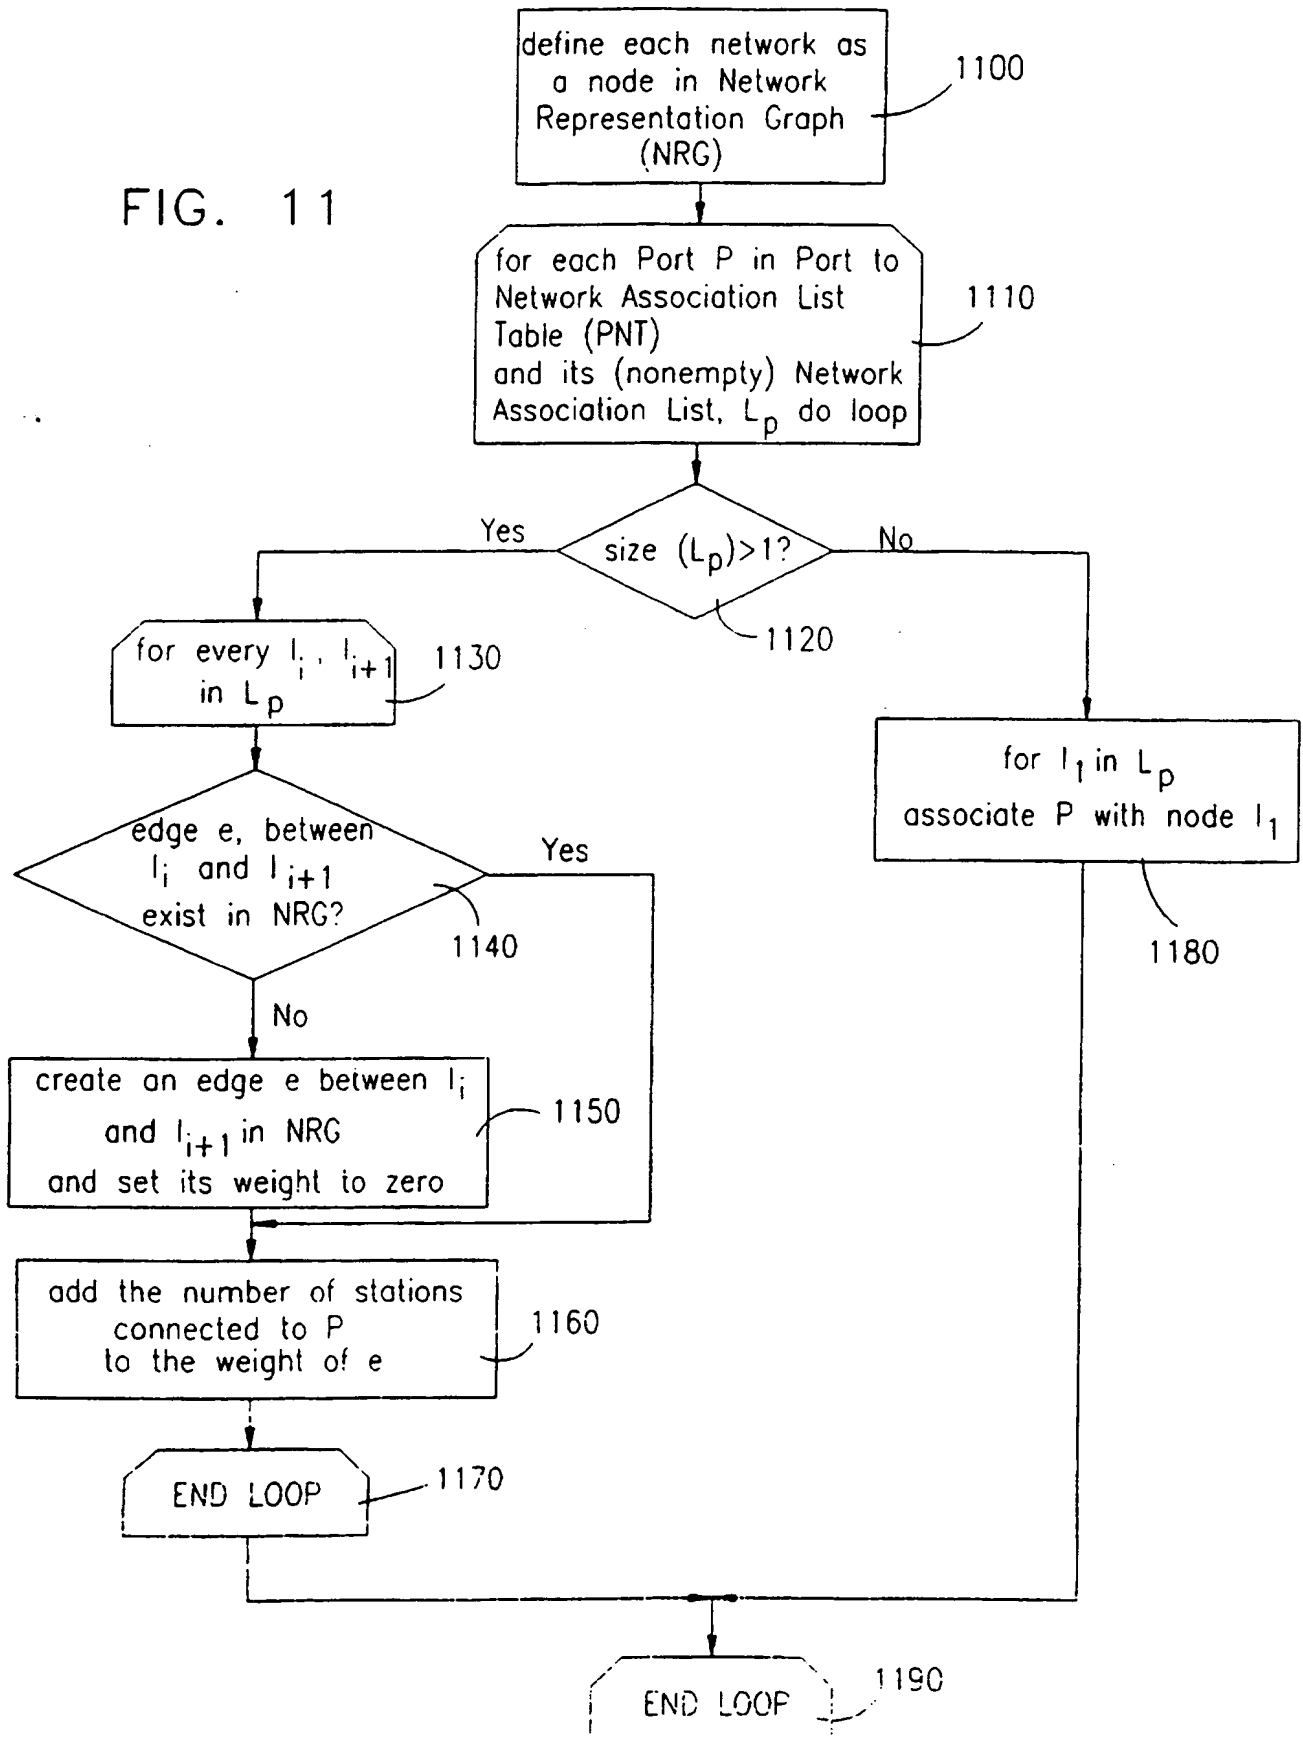 define each network as
a node in Network
Representation Graph
(NRG)
1100
FIG. 11
for each Port P in Port to
Network Association List
Table (PNT)
and its (nonempty) Network
Association List, Lp do loop
1110
Yes
size (Lp)>1?
No
1120
for every li, li+1
in Lp
1130
for l1 in Lp
associate P with node l1
1180
edge e, between
li and li+1
exist in NRG?
Yes
1140
No
create an edge e between li
and li+1 in NRG
and set its weight to zero
1150
add the number of stations
connected to P
to the weight of e
1160
END LOOP
1170
END LOOP
1190